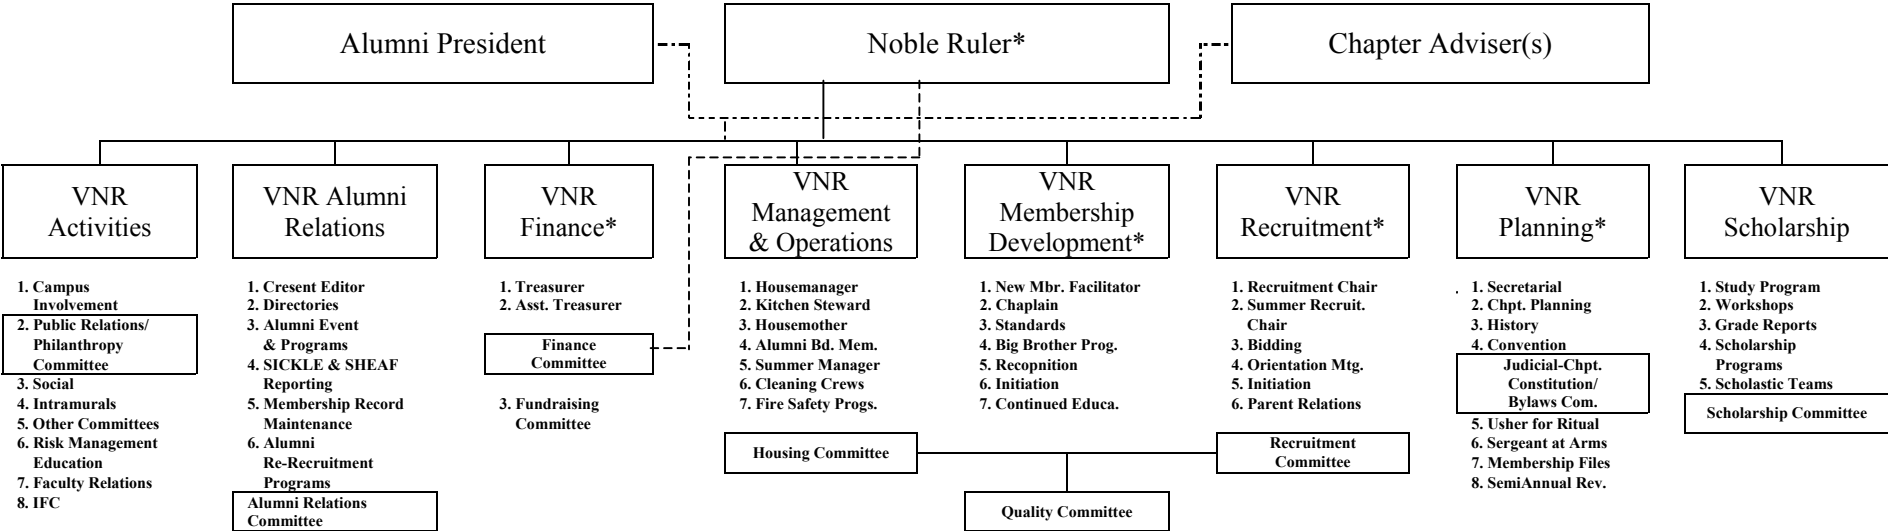 Alumni President
Noble Ruler*
Chapter Adviser(s)
VNR
Activities
VNR Alumni
Relations
VNR
Finance*
VNR
Management
& Operations
VNR
Membership
Development*
VNR
Recruitment*
VNR
Planning*
VNR
Scholarship
1. Campus
Involvement
2. Public Relations/
Philanthropy
Committee
3. Social
4. Intramurals
5. Other Committees
6. Risk Management
Education
7. Faculty Relations
8. IFC
1. Cresent Editor
2. Directories
3. Alumni Event
& Programs
4. SICKLE & SHEAF
Reporting
5. Membership Record
Maintenance
6. Alumni
Re-Recruitment
Programs
Alumni Relations
Committee
1. Treasurer
2. Asst. Treasurer
Finance
Committee
3. Fundraising
Committee
1. Housemanager
2. Kitchen Steward
3. Housemother
4. Alumni Bd. Mem.
5. Summer Manager
6. Cleaning Crews
7. Fire Safety Progs.
Housing Committee
1. New Mbr. Facilitator
2. Chaplain
3. Standards
4. Big Brother Prog.
5. Recopnition
6. Initiation
7. Continued Educa.
Quality Committee
1. Recruitment Chair
2. Summer Recruit.
Chair
3. Bidding
4. Orientation Mtg.
5. Initiation
6. Parent Relations
Recruitment
Committee
1. Secretarial
2. Chpt. Planning
3. History
4. Convention
Judicial-Chpt.
Constitution/
Bylaws Com.
5. Usher for Ritual
6. Sergeant at Arms
7. Membership Files
8. SemiAnnual Rev.
1. Study Program
2. Workshops
3. Grade Reports
4. Scholarship
Programs
5. Scholastic Teams
Scholarship Committee